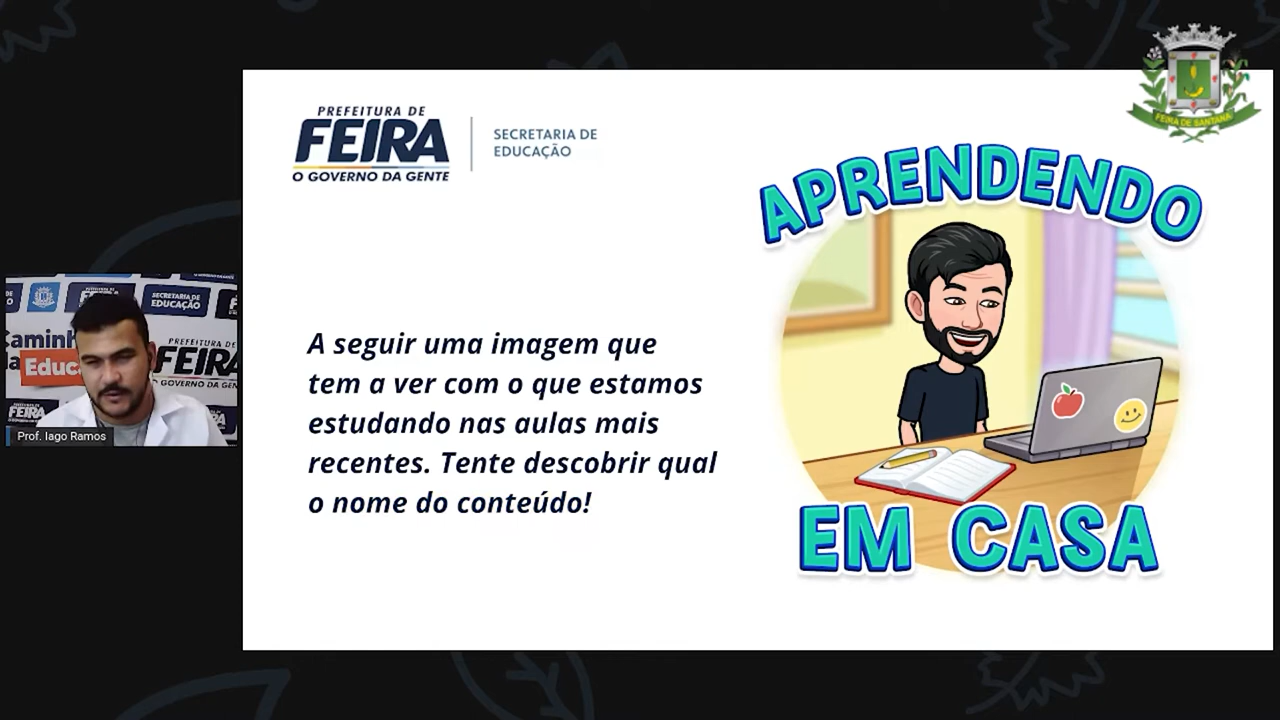 PREFEITURA DE
FEIRA
O GOVERNO DA GENTE
SECRETARIA DE
EDUCAÇÃO
FEIRA DE SANTANA
APRENDENDO
EM CASA
A seguir uma imagem que
tem a ver com o que estamos
estudando nas aulas mais
recentes. Tente descobrir qual
o nome do conteúdo!
SECRETARIA DE
EDUCAÇÃO
PREFEITURA DE
FEIRA
O GOVERNO DA
FEIRA
Prof. Iago Ramos